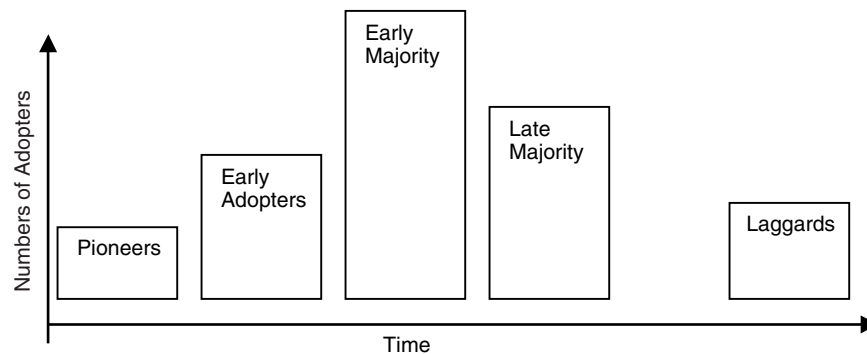 Numbers of Adopters
Pioneers
Early
Adopters
Early
Majority
Late
Majority
Laggards
Time